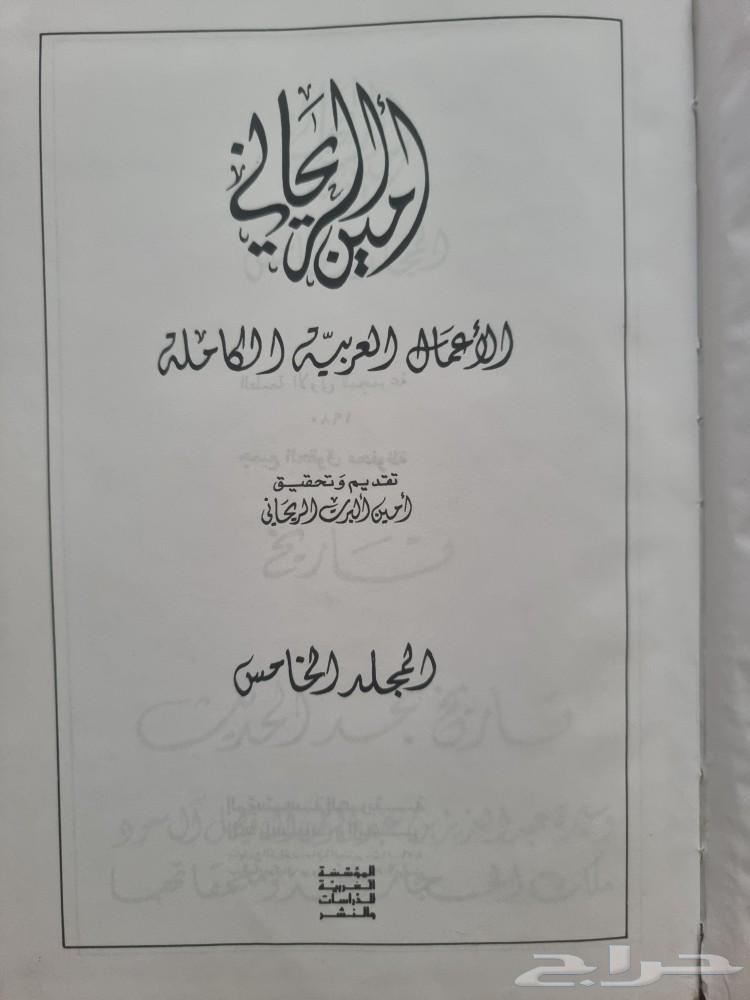 أمين الريحاني
الأعمال العربيّة الكاملة
تقديم وتحقيق
أمين ألبرت الريحاني
المجلد الخامس
المؤسسة
العربية
للدراسات
والنشر
حراج